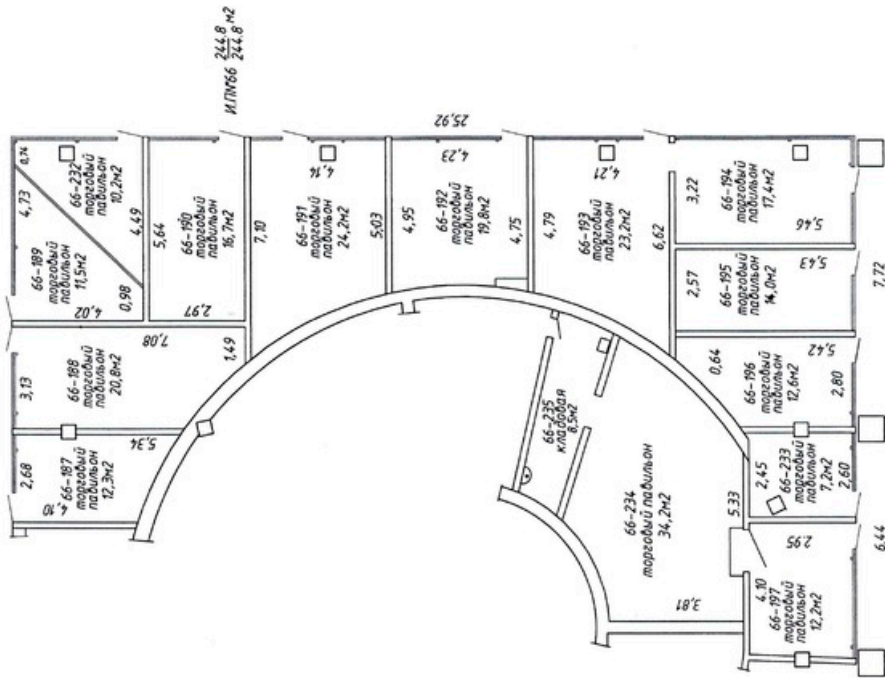 И.ПN°66 244.8 м2
244.8
4,73
0,74
66-232
торговый
павильон
10,2м2
66-189
торговый
павильон
11,5м2
4,02
0,98
4,49
5,64
66-190
торговый
павильон
16,7м2
2,97
7,08
1,49
3,13
66-188
торговый
павильон
20,8м2
5,34
2,68
66-187
торговый
павильон
12,3м2
4,10
7,10
4,14
66-191
торговый
павильон
24,2м2
5,03
25,92
4,95
4,23
66-192
торговый
павильон
19,8м2
4,75
4,79
4,21
66-193
торговый
павильон
23,2м2
6,62
3,22
66-194
торговый
павильон
17,4м2
5,46
2,57
66-195
торговый
павильон
14,0м2
5,43
7,72
0,64
66-196
торговый
павильон
12,6м2
5,42
2,80
66-235
кладовая
8,5м2
66-234
торговый павильон
34,2м2
5.33
3,81
2,45
66-233
торговый
павильон
7,2м2
2,60
2.95
4.10
66-197
торговый
павильон
12,2м2
6.44